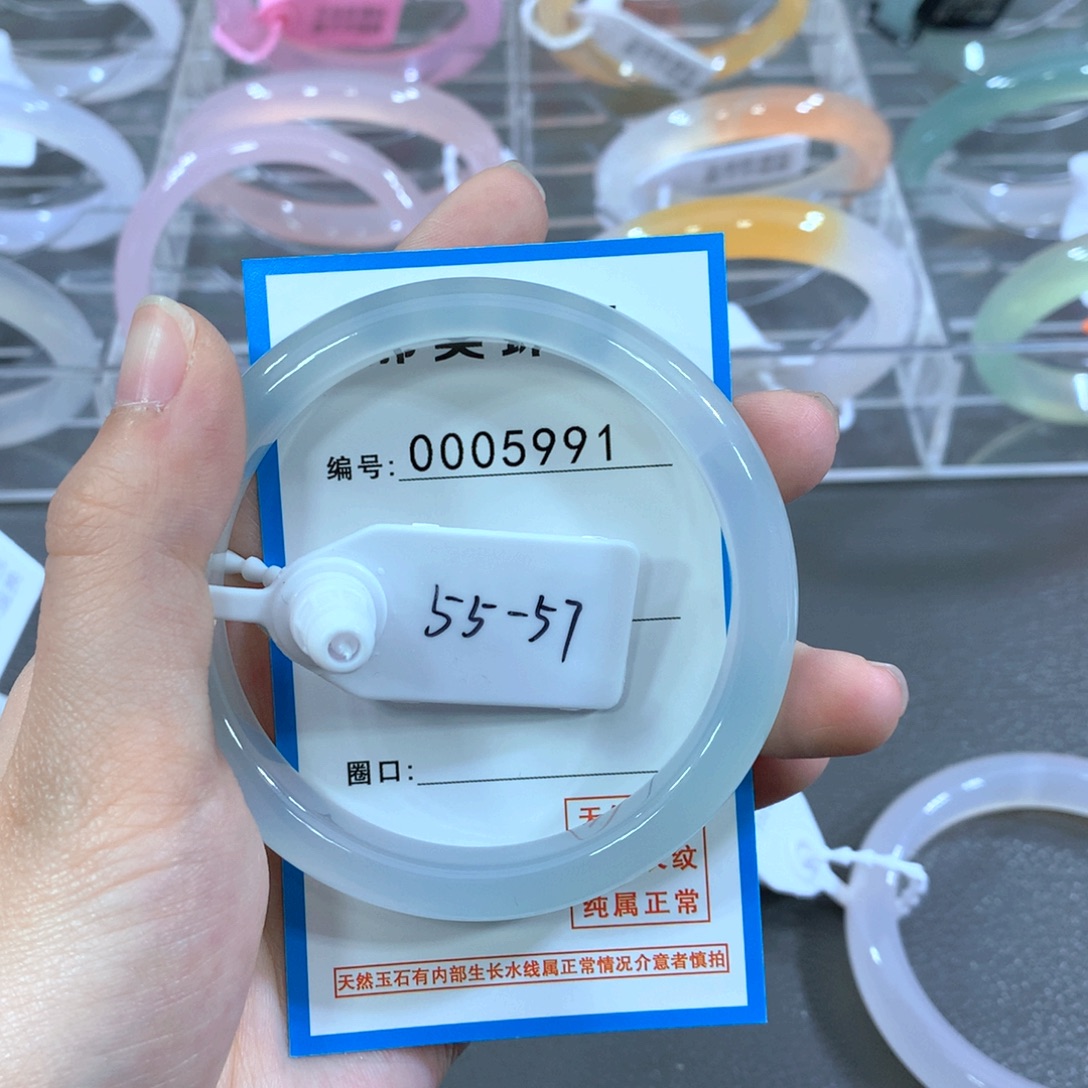 编号: 0005991
55-57
圈口:
纯属正常
天然玉石有内部生长水线属正常情况介意者慎拍